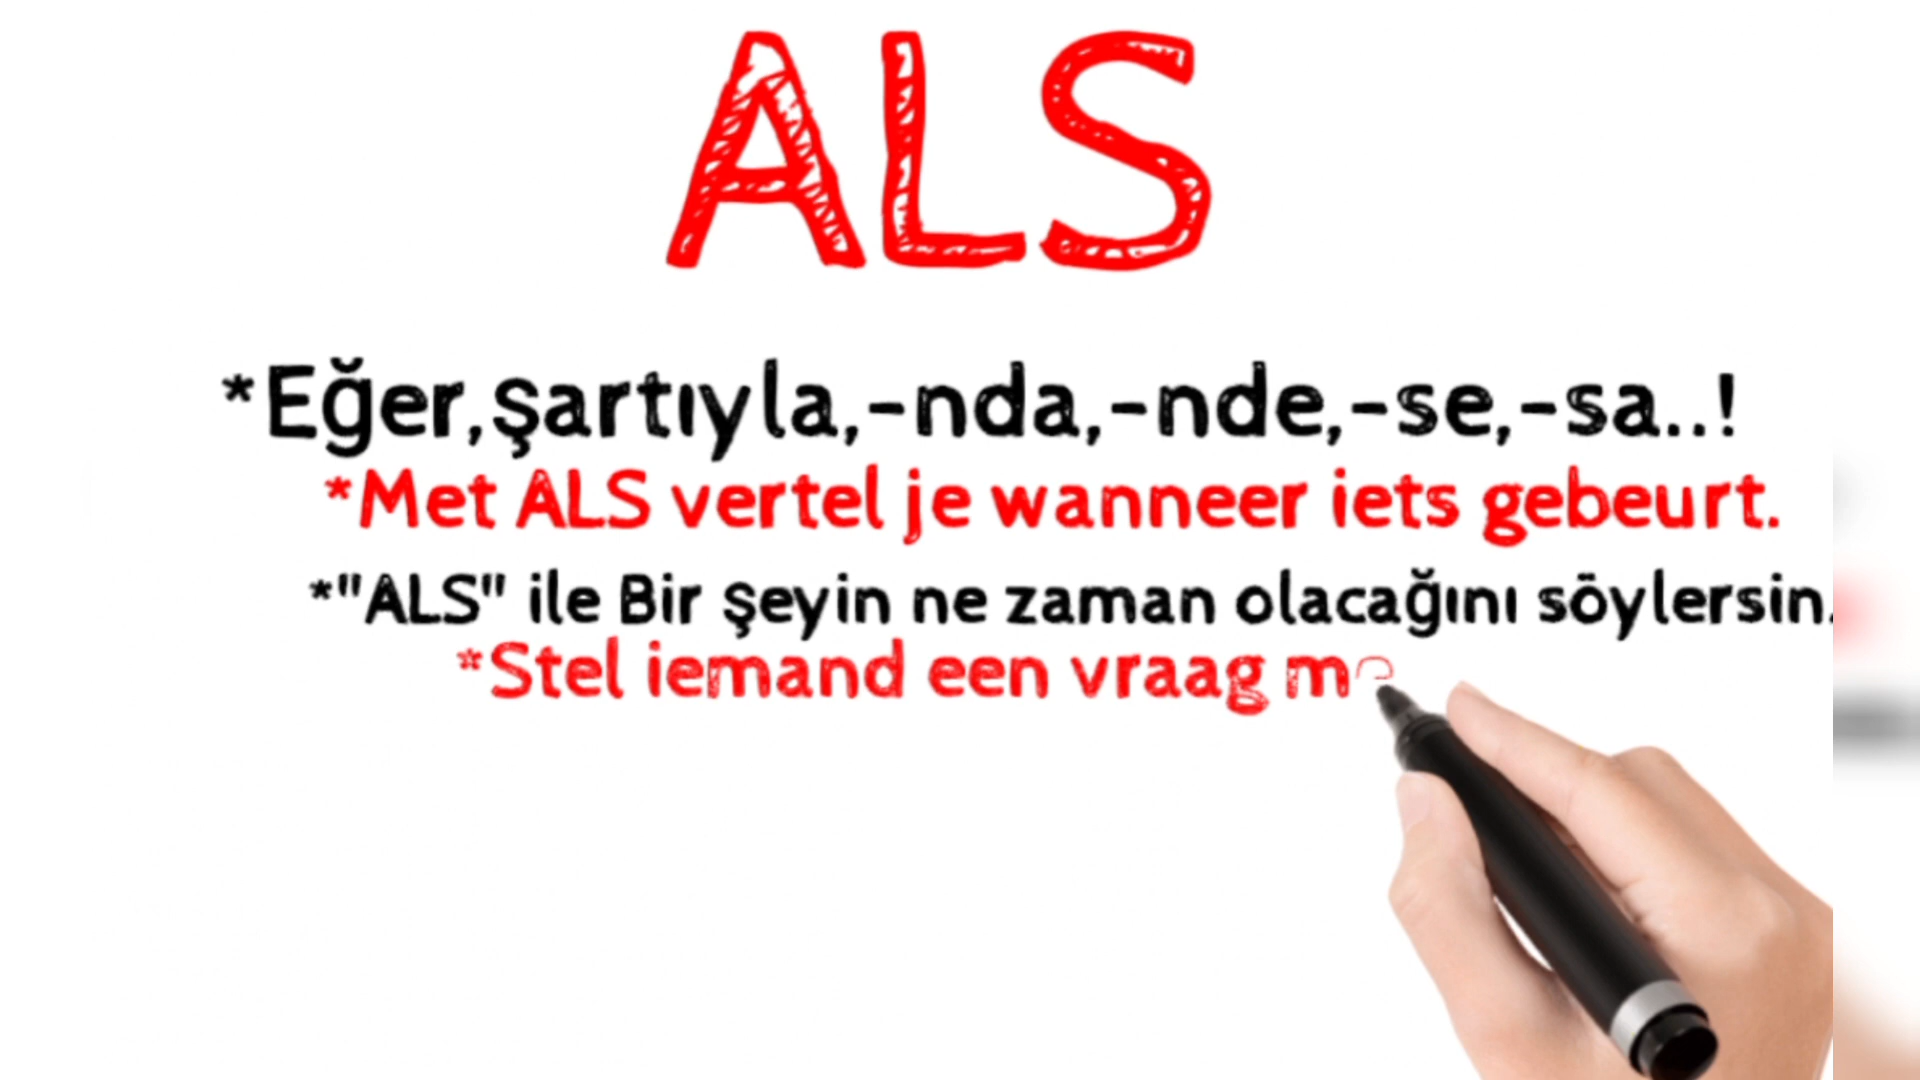 ALS
*Eğer,şartıyla,-nda,-nde,-se,-sa..!
*Met ALS vertel je wanneer iets gebeurt.
*"ALS" ile Bir şeyin ne zaman olacağını söylersin.
*Stel iemand een vraag